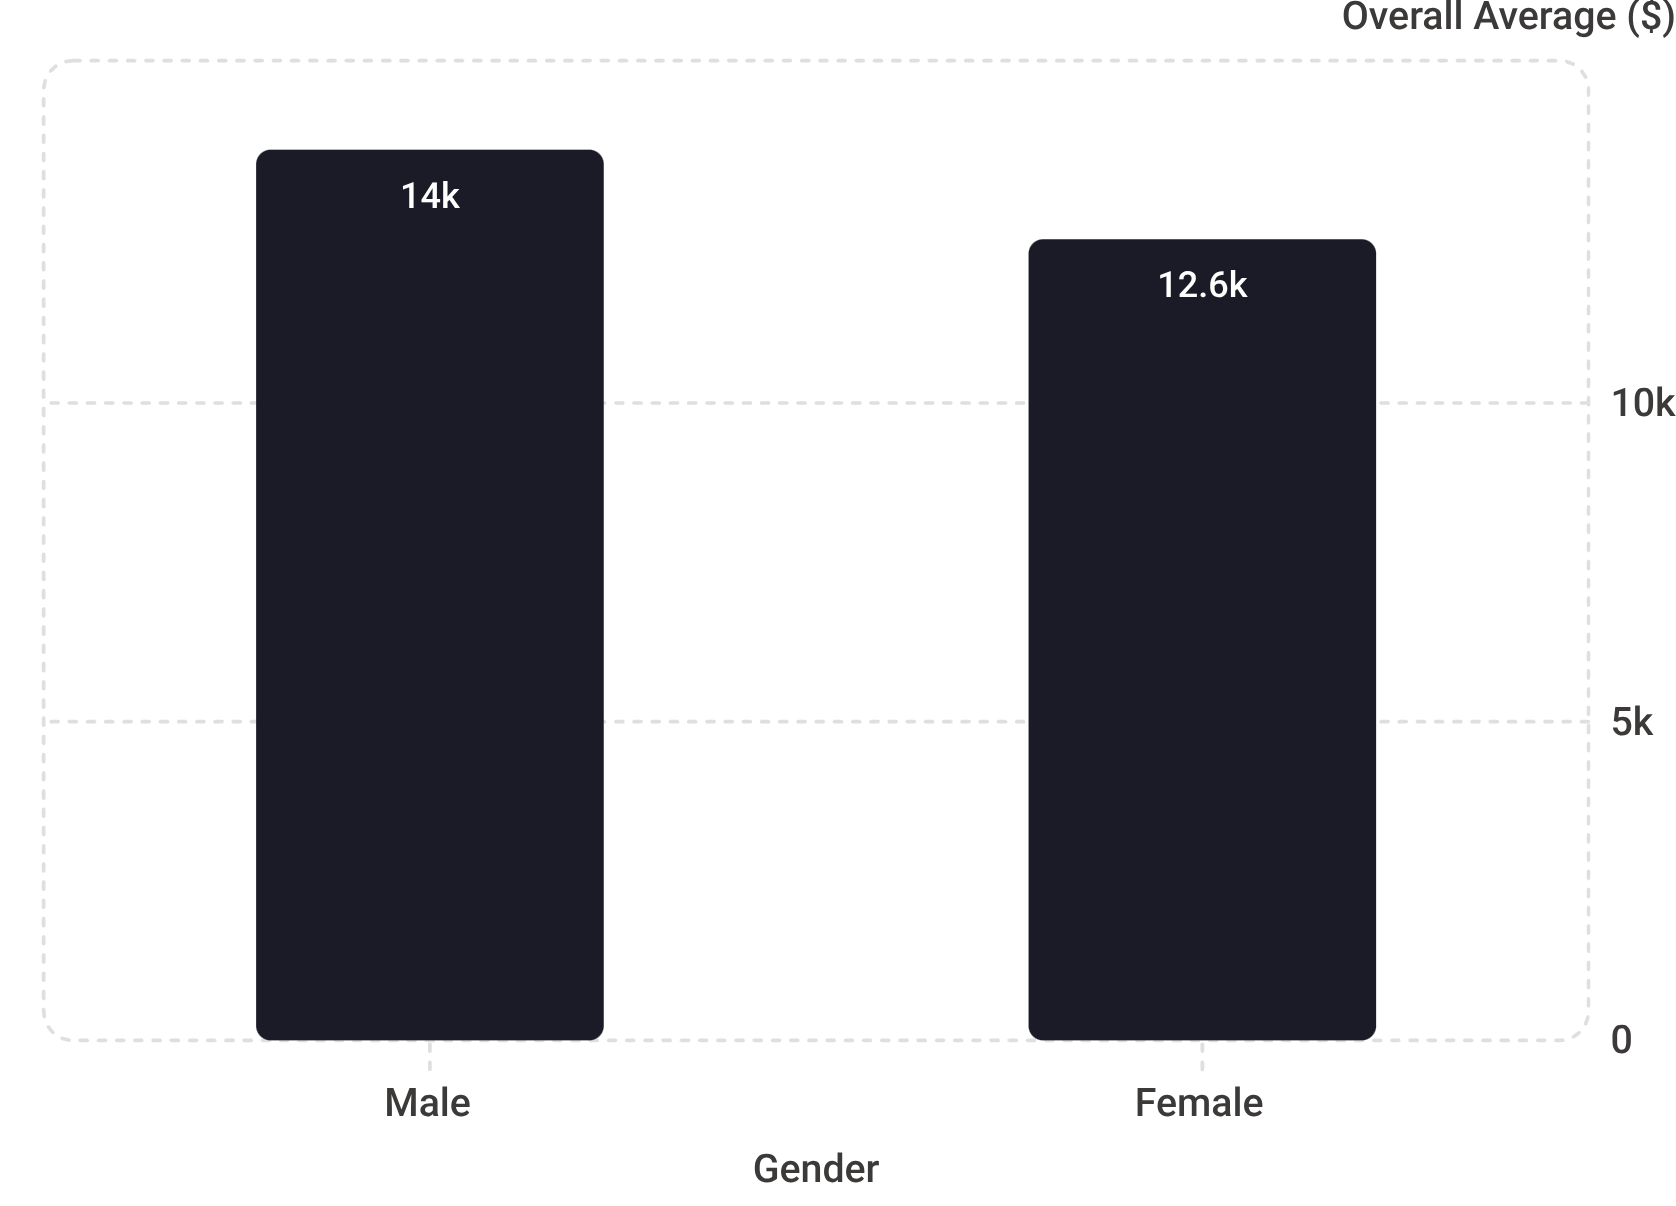 Overall Average ($)
14k
12.6k
10k
5k
0
Male
Female
Gender